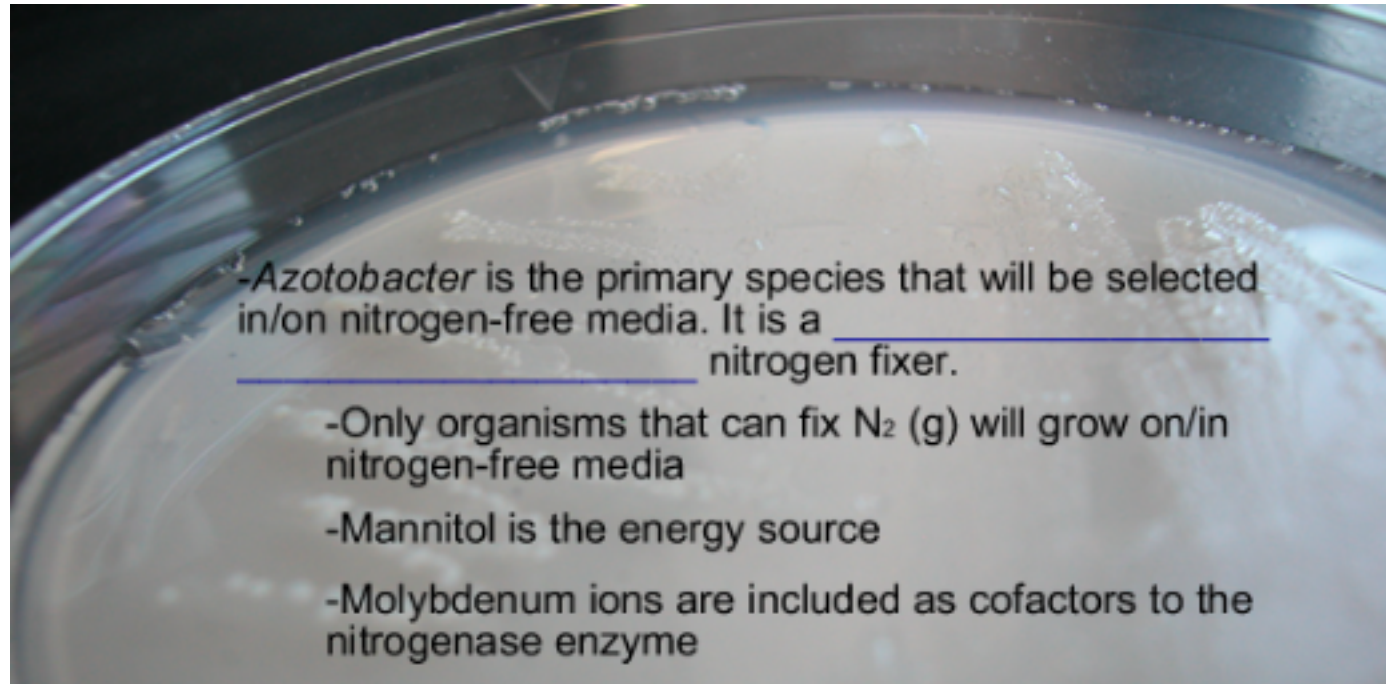 -Azotobacter is the primary species that will be selected
in/on nitrogen-free media. It is a ______________________
______________________ nitrogen fixer.
-Only organisms that can fix N₂ (g) will grow on/in
nitrogen-free media
-Mannitol is the energy source
-Molybdenum ions are included as cofactors to the
nitrogenase enzyme